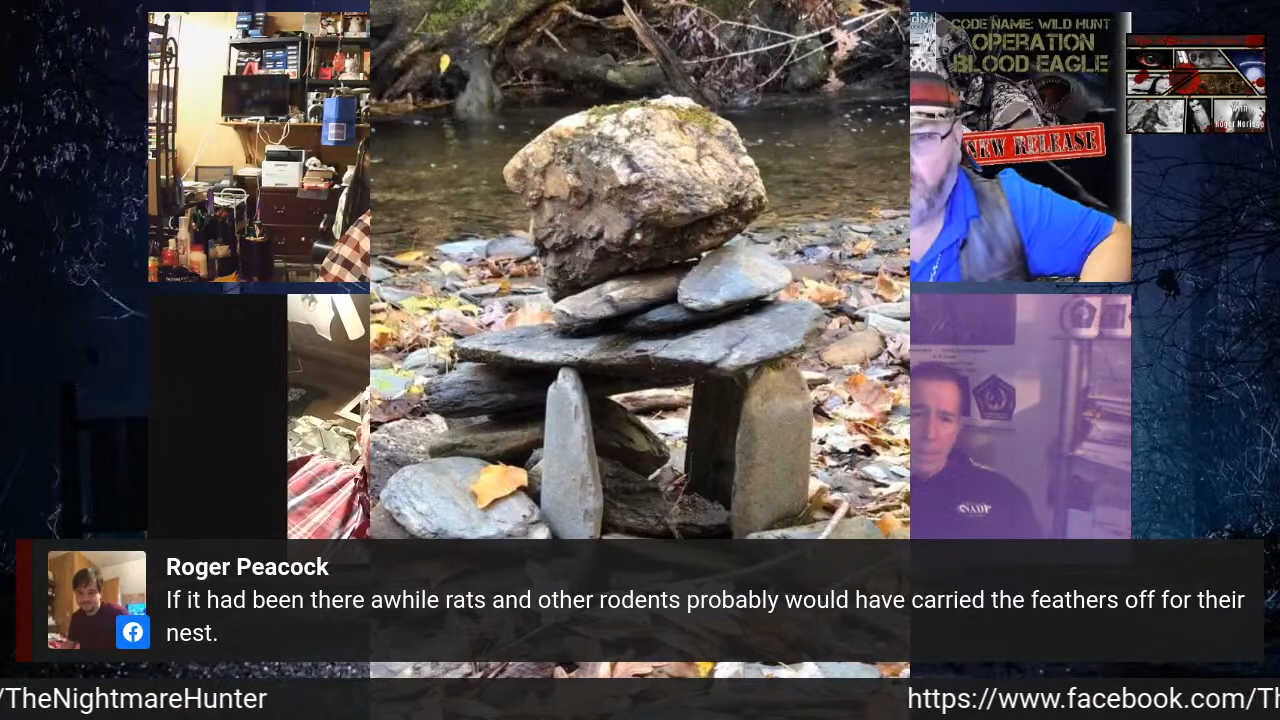 CODE NAME: WILD HUNT
OPERATION
BLOOD EAGLE
NEW RELEASE
With
Roger Peacock
If it had been there awhile rats and other rodents probably would have carried the feathers off for their
nest.
/TheNightmareHunter
https://www.facebook.com/Th